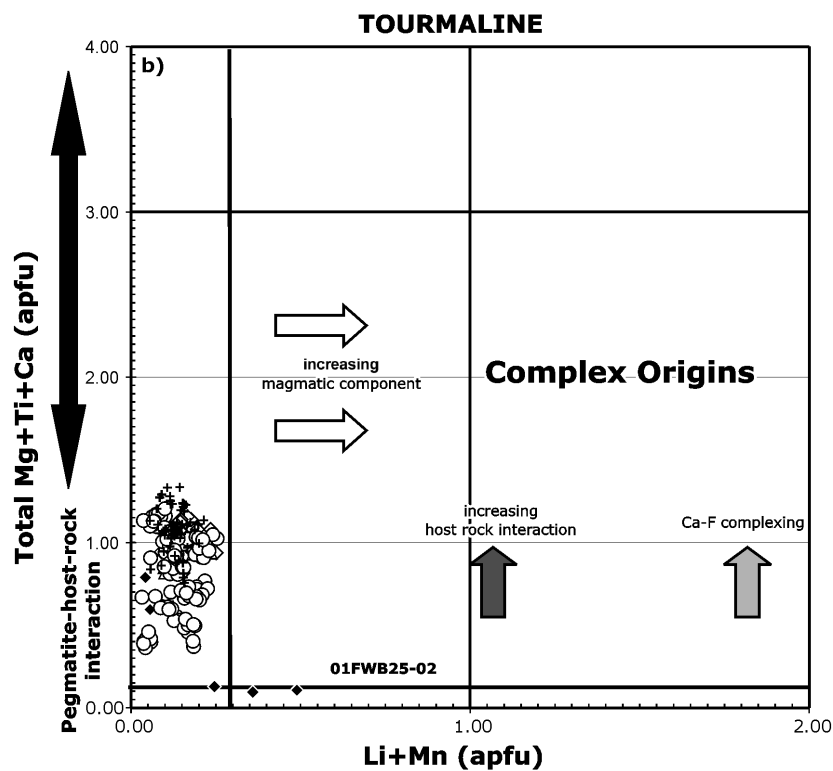 TOURMALINE
b)
4.00
3.00
2.00
1.00
0.00
Total Mg+Ti+Ca (apfu)
Pegmatite-host-rock
interaction
increasing
magmatic component
Complex Origins
increasing
host rock interaction
Ca-F complexing
01FWB25-02
0.00
1.00
2.00
Li+Mn (apfu)